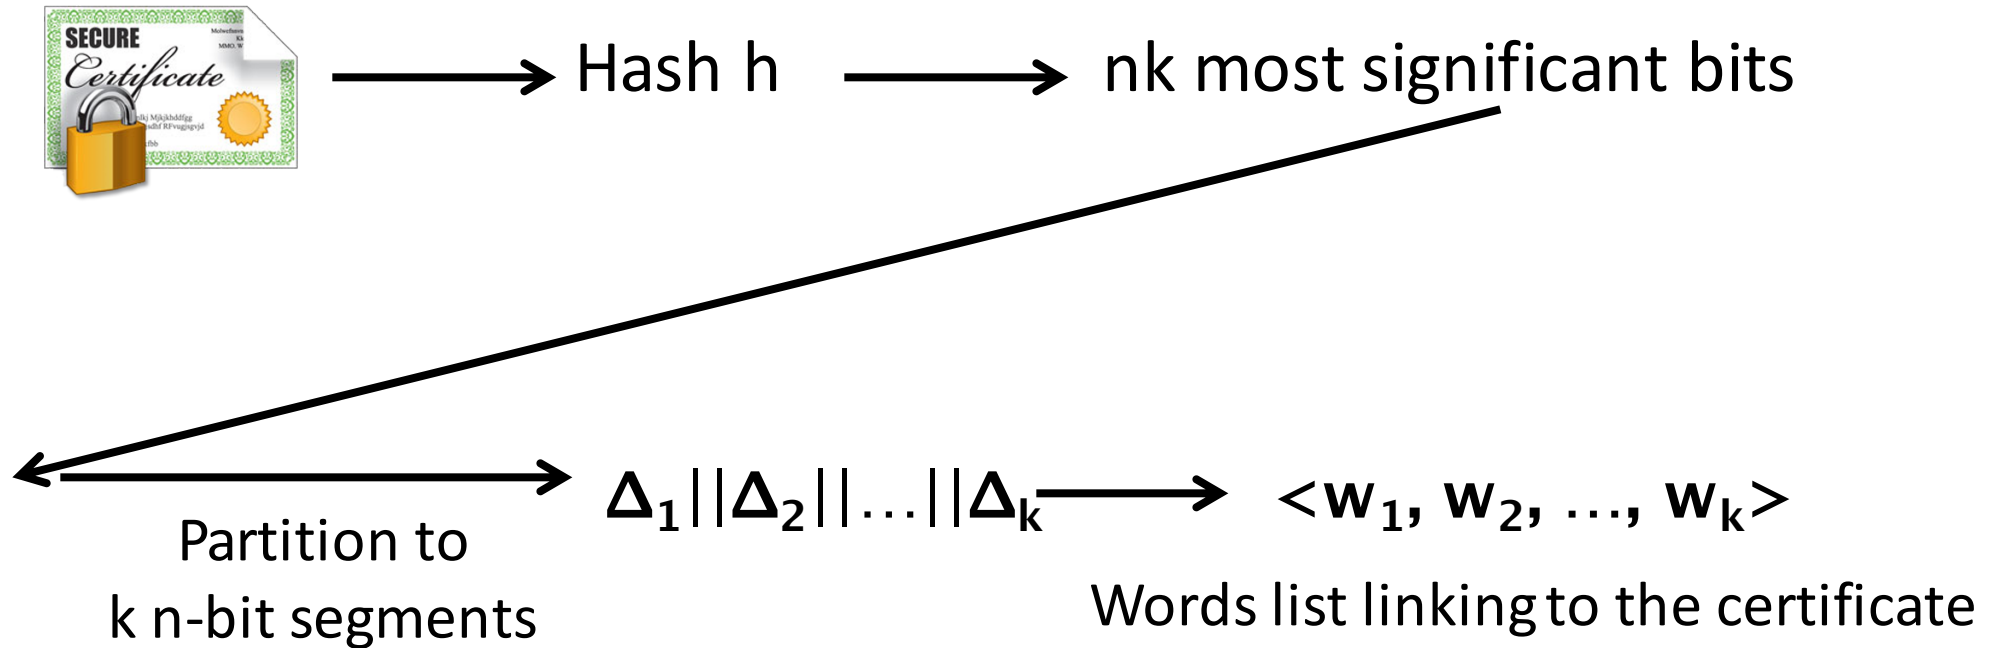 SECURE
Certificate
Hash h
nk most significant bits
Partition to
k n-bit segments
Δ₁||Δ₂||…||Δₖ
<w₁, w₂, …, wₖ>
Words list linking to the certificate